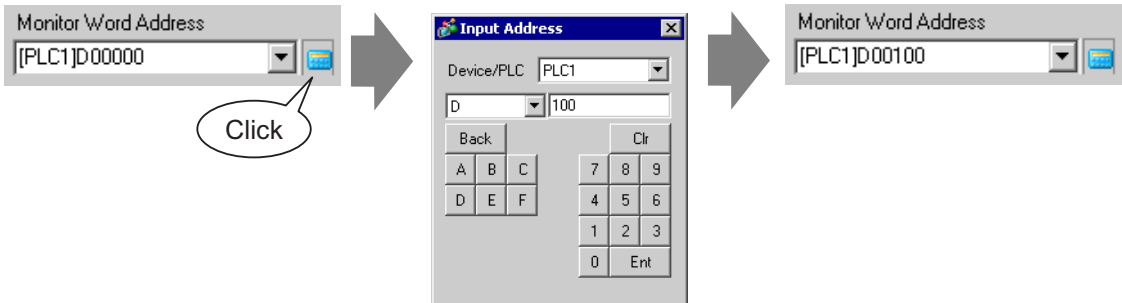 Monitor Word Address
[PLC1]D00000
Click
Input Address
Device/PLC PLC1
D 100
Back Clr
A B C 7 8 9
D E F 4 5 6
1 2 3
0 Ent
Monitor Word Address
[PLC1]D00100